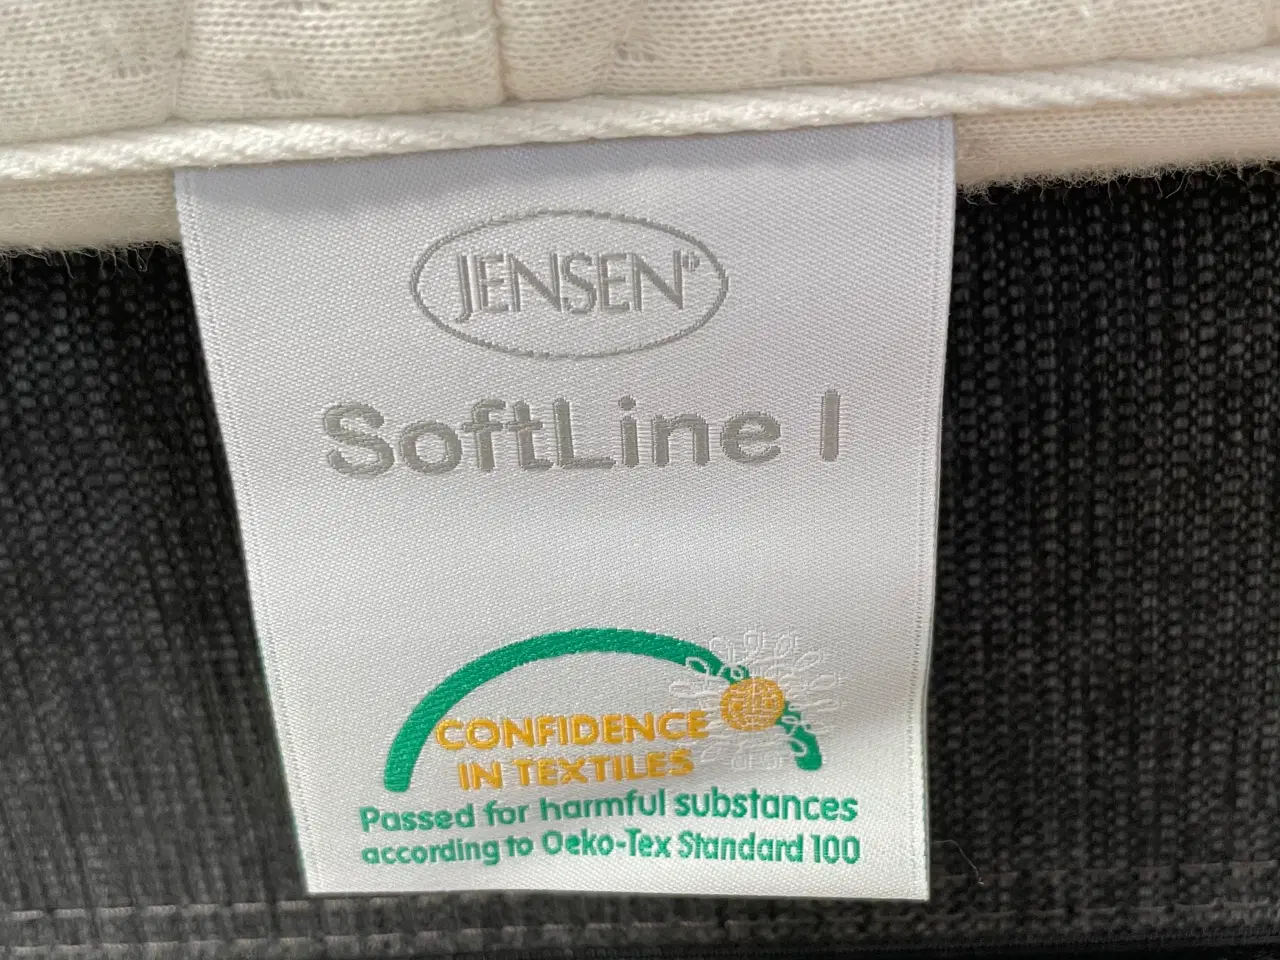 JENSEN®
SoftLine I
CONFIDENCE
IN TEXTILES
Passed for harmful substances
according to Oeko-Tex Standard 100